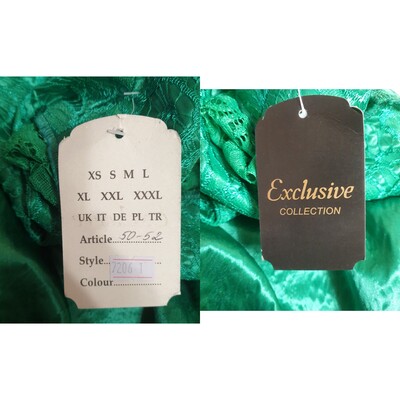 XS S M L
XL XXL XXXL
UK IT DE PL TR
Article..........50-52
Style..........
7206 1
Colour..........
Exclusive
COLLECTION